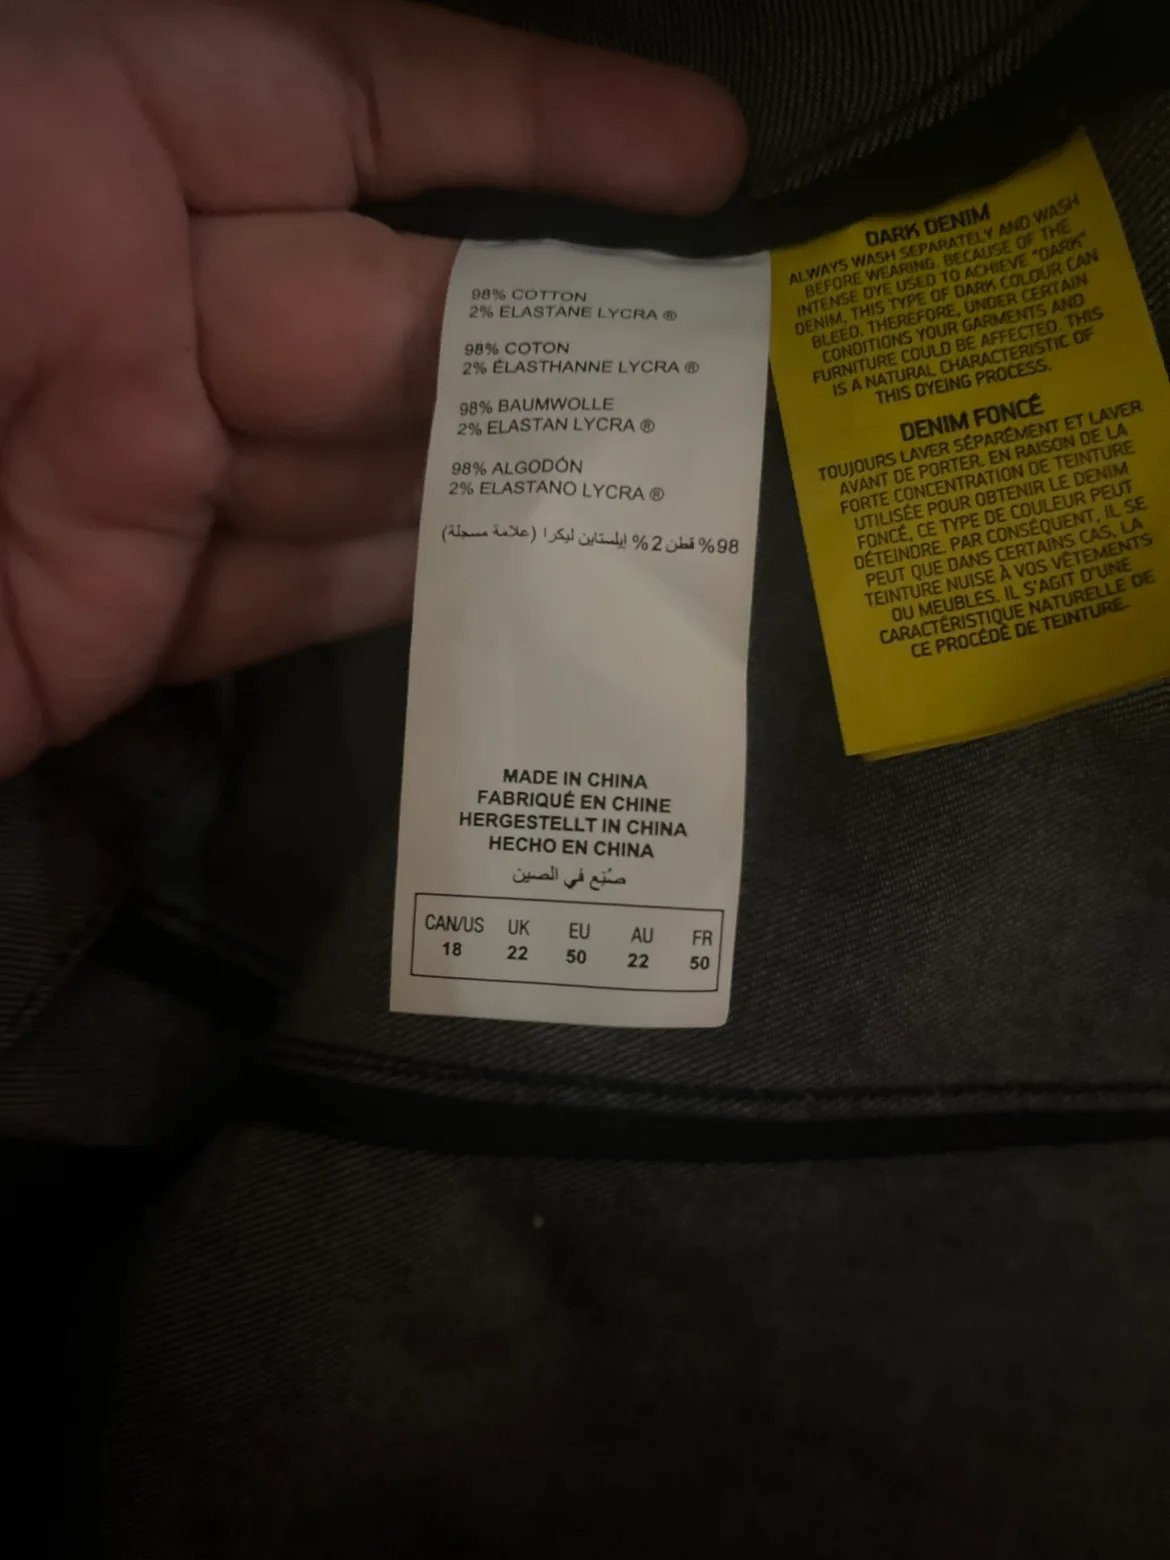 98% COTTON
2% ELASTANE LYCRA ®
98% COTON
2% ÉLASTHANNE LYCRA ®
98% BAUMWOLLE
2% ELASTAN LYCRA ®
98% ALGODÓN
2% ELASTANO LYCRA ®
98% قطن 2% إيلستاين ليكرا (علامة مسجلة)
MADE IN CHINA
FABRIQUÉ EN CHINE
HERGESTELLT IN CHINA
HECHO EN CHINA
صُنِع في الصين
CAN/US UK EU AU FR
18 22 50 22 50
DARK DENIM
ALWAYS WASH SEPARATELY AND WASH
BEFORE WEARING. BECAUSE OF THE
INTENSE DYE USED TO ACHIEVE "DARK"
DENIM, THIS TYPE OF DARK COLOUR CAN
BLEED. THEREFORE, UNDER CERTAIN
CONDITIONS YOUR GARMENTS AND
FURNITURE COULD BE AFFECTED. THIS
IS A NATURAL CHARACTERISTIC OF
THIS DYEING PROCESS.
DENIM FONCÉ
TOUJOURS LAVER SÉPARÉMENT ET LAVER
AVANT DE PORTER. EN RAISON DE LA
FORTE CONCENTRATION DE TEINTURE
UTILISÉE POUR OBTENIR LE DENIM
FONCÉ, CE TYPE DE COULEUR PEUT
DÉTEINDRE. PAR CONSÉQUENT, IL SE
PEUT QUE DANS CERTAINS CAS, LA
TEINTURE NUISE À VOS VÊTEMENTS
OU MEUBLES. IL S'AGIT D'UNE
CARACTÉRISTIQUE NATURELLE DE
CE PROCÉDÉ DE TEINTURE.